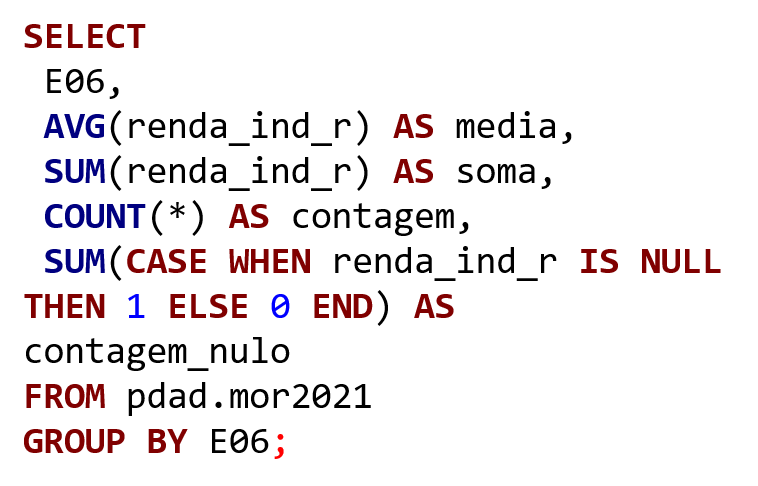 SELECT
E06,
AVG(renda_ind_r) AS media,
SUM(renda_ind_r) AS soma,
COUNT(*) AS contagem,
SUM(CASE WHEN renda_ind_r IS NULL
THEN 1 ELSE 0 END) AS
contagem_nulo
FROM pdad.mor2021
GROUP BY E06;